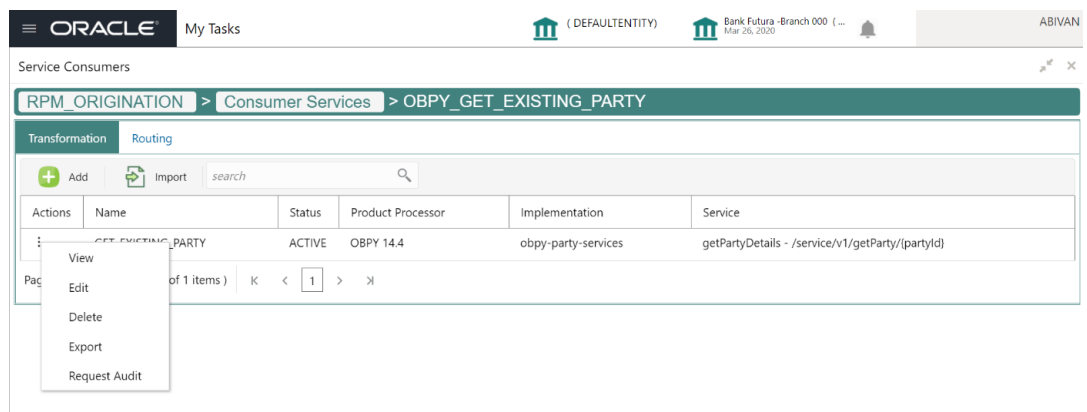 ORACLE® My Tasks ( DEFAULTENTITY) Bank Futura -Branch 000 ( ... ABIVAN
Mar 26, 2020
Service Consumers
RPM_ORIGINATION > Consumer Services > OBPY_GET_EXISTING_PARTY
Transformation Routing
Add Import search
Actions Name Status Product Processor Implementation Service
GET_EXISTING_PARTY ACTIVE OBPY 14.4 obpy-party-services getPartyDetails - /service/v1/getParty/{partyId}
View
of 1 items ) 1
Edit
Delete
Export
Request Audit